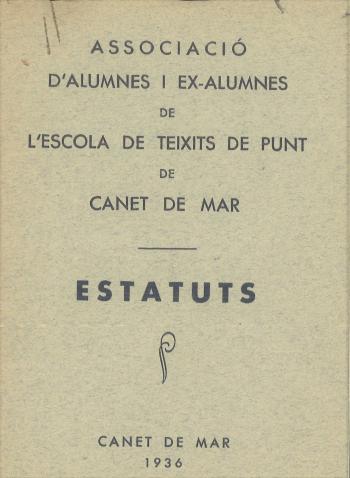 ASSOCIACIÓ
D'ALUMNES I EX-ALUMNES
DE
L'ESCOLA DE TEIXITS DE PUNT
DE
CANET DE MAR
ESTATUTS
CANET DE MAR
1936